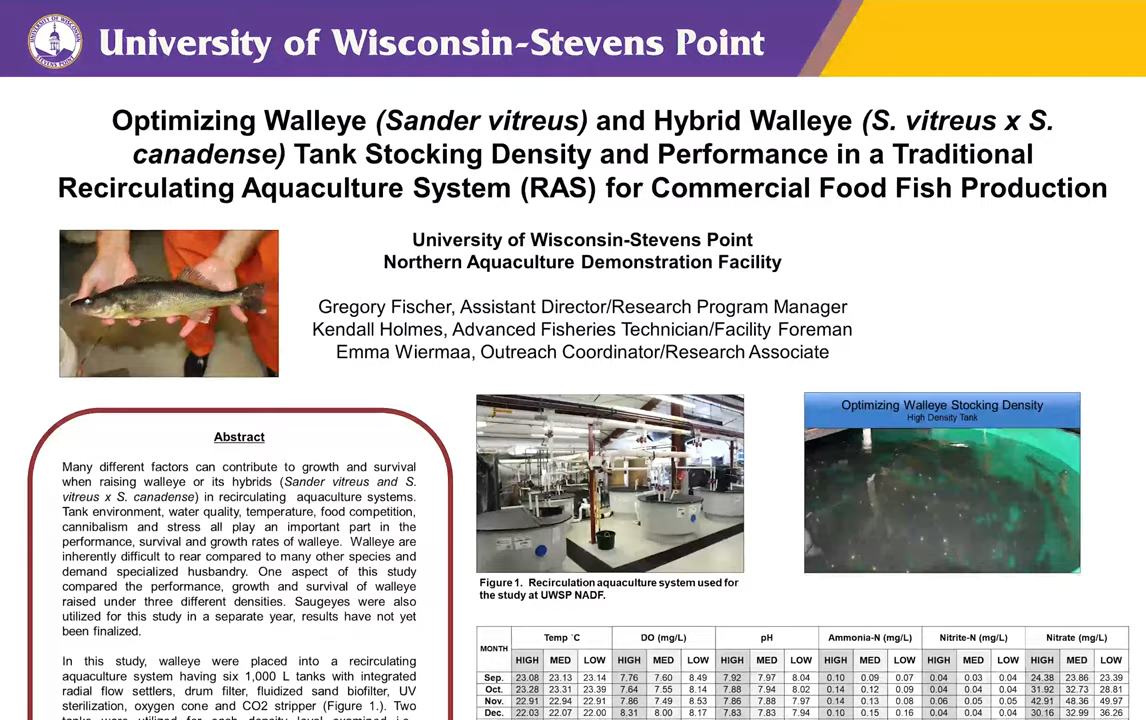 University of Wisconsin-Stevens Point
Optimizing Walleye (Sander vitreus) and Hybrid Walleye (S. vitreus x S.
canadense) Tank Stocking Density and Performance in a Traditional
Recirculating Aquaculture System (RAS) for Commercial Food Fish Production
University of Wisconsin-Stevens Point
Northern Aquaculture Demonstration Facility
Gregory Fischer, Assistant Director/Research Program Manager
Kendall Holmes, Advanced Fisheries Technician/Facility Foreman
Emma Wiermaa, Outreach Coordinator/Research Associate
Abstract
Many different factors can contribute to growth and survival
when raising walleye or its hybrids (Sander vitreus and S.
vitreus x S. canadense) in recirculating aquaculture systems.
Tank environment, water quality, temperature, food competition,
cannibalism and stress all play an important part in the
performance, survival and growth rates of walleye. Walleye are
inherently difficult to rear compared to many other species and
demand specialized husbandry. One aspect of this study
compared the performance, growth and survival of walleye
raised under three different densities. Saugeyes were also
utilized for this study in a separate year, results have not yet
been finalized.
In this study, walleye were placed into a recirculating
aquaculture system having six 1,000 L tanks with integrated
radial flow settlers, drum filter, fluidized sand biofilter, UV
sterilization, oxygen cone and CO2 stripper (Figure 1.). Two
tanks were utilized for each density level examined i.e.,
Optimizing Walleye Stocking Density
High Density Tank
Figure 1. Recirculation aquaculture system used for
the study at UWSP NADF.
MONTH Temp `C DO (mg/L) pH Ammonia-N (mg/L) Nitrite-N (mg/L) Nitrate (mg/L)
HIGH MED LOW HIGH MED LOW HIGH MED LOW HIGH MED LOW HIGH MED LOW HIGH MED LOW
Sep. 23.08 23.13 23.14 7.76 7.60 8.49 7.92 7.97 8.04 0.10 0.09 0.07 0.04 0.03 0.04 24.38 23.86 23.39
Oct. 23.28 23.31 23.39 7.64 7.55 8.14 7.88 7.94 8.02 0.14 0.12 0.09 0.04 0.04 0.04 31.92 32.73 28.81
Nov. 22.91 22.94 22.91 7.86 7.49 8.53 7.86 7.88 7.97 0.14 0.13 0.08 0.06 0.05 0.05 42.91 48.36 49.97
Dec. 22.03 22.07 22.00 8.31 8.00 8.17 7.83 7.83 7.94 0.10 0.15 0.16 0.04 0.04 0.04 30.16 32.99 36.26